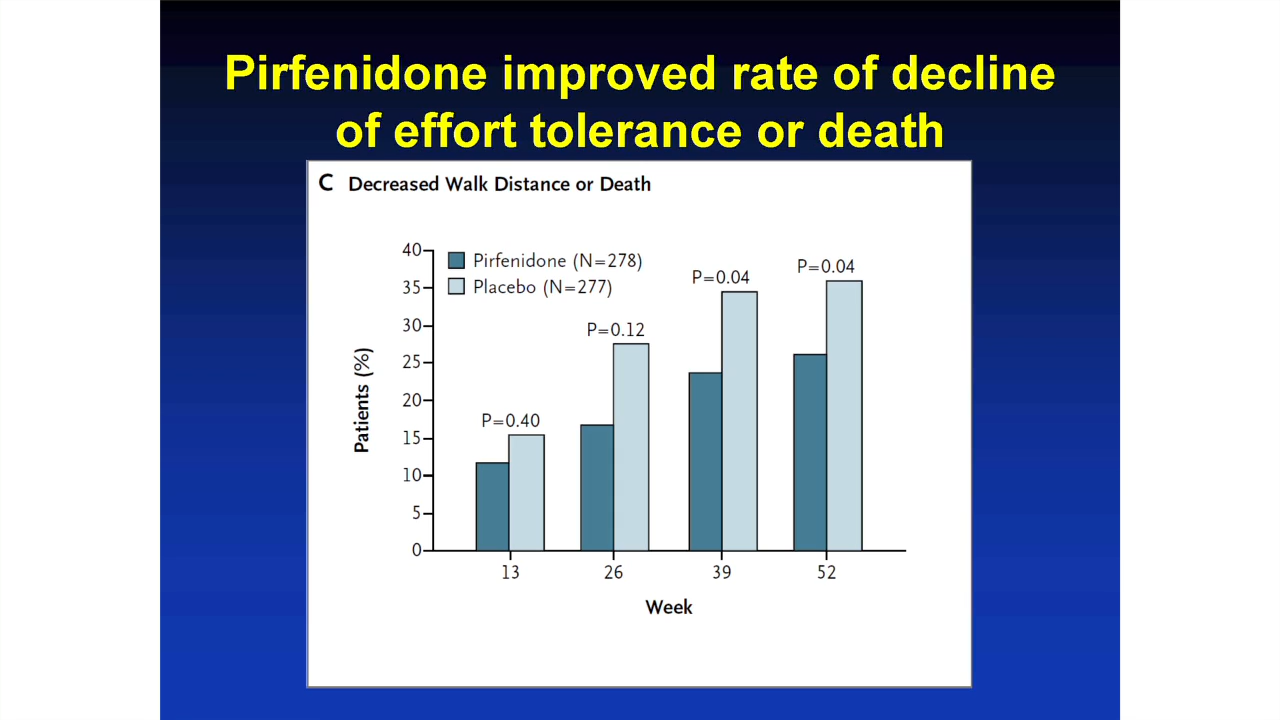 Pirfenidone improved rate of decline
of effort tolerance or death
C Decreased Walk Distance or Death
Pirfenidone (N=278)
Placebo (N=277)
40
35
30
25
20
15
10
5
0
Patients (%)
P=0.40
P=0.12
P=0.04
P=0.04
13 26 39 52
Week